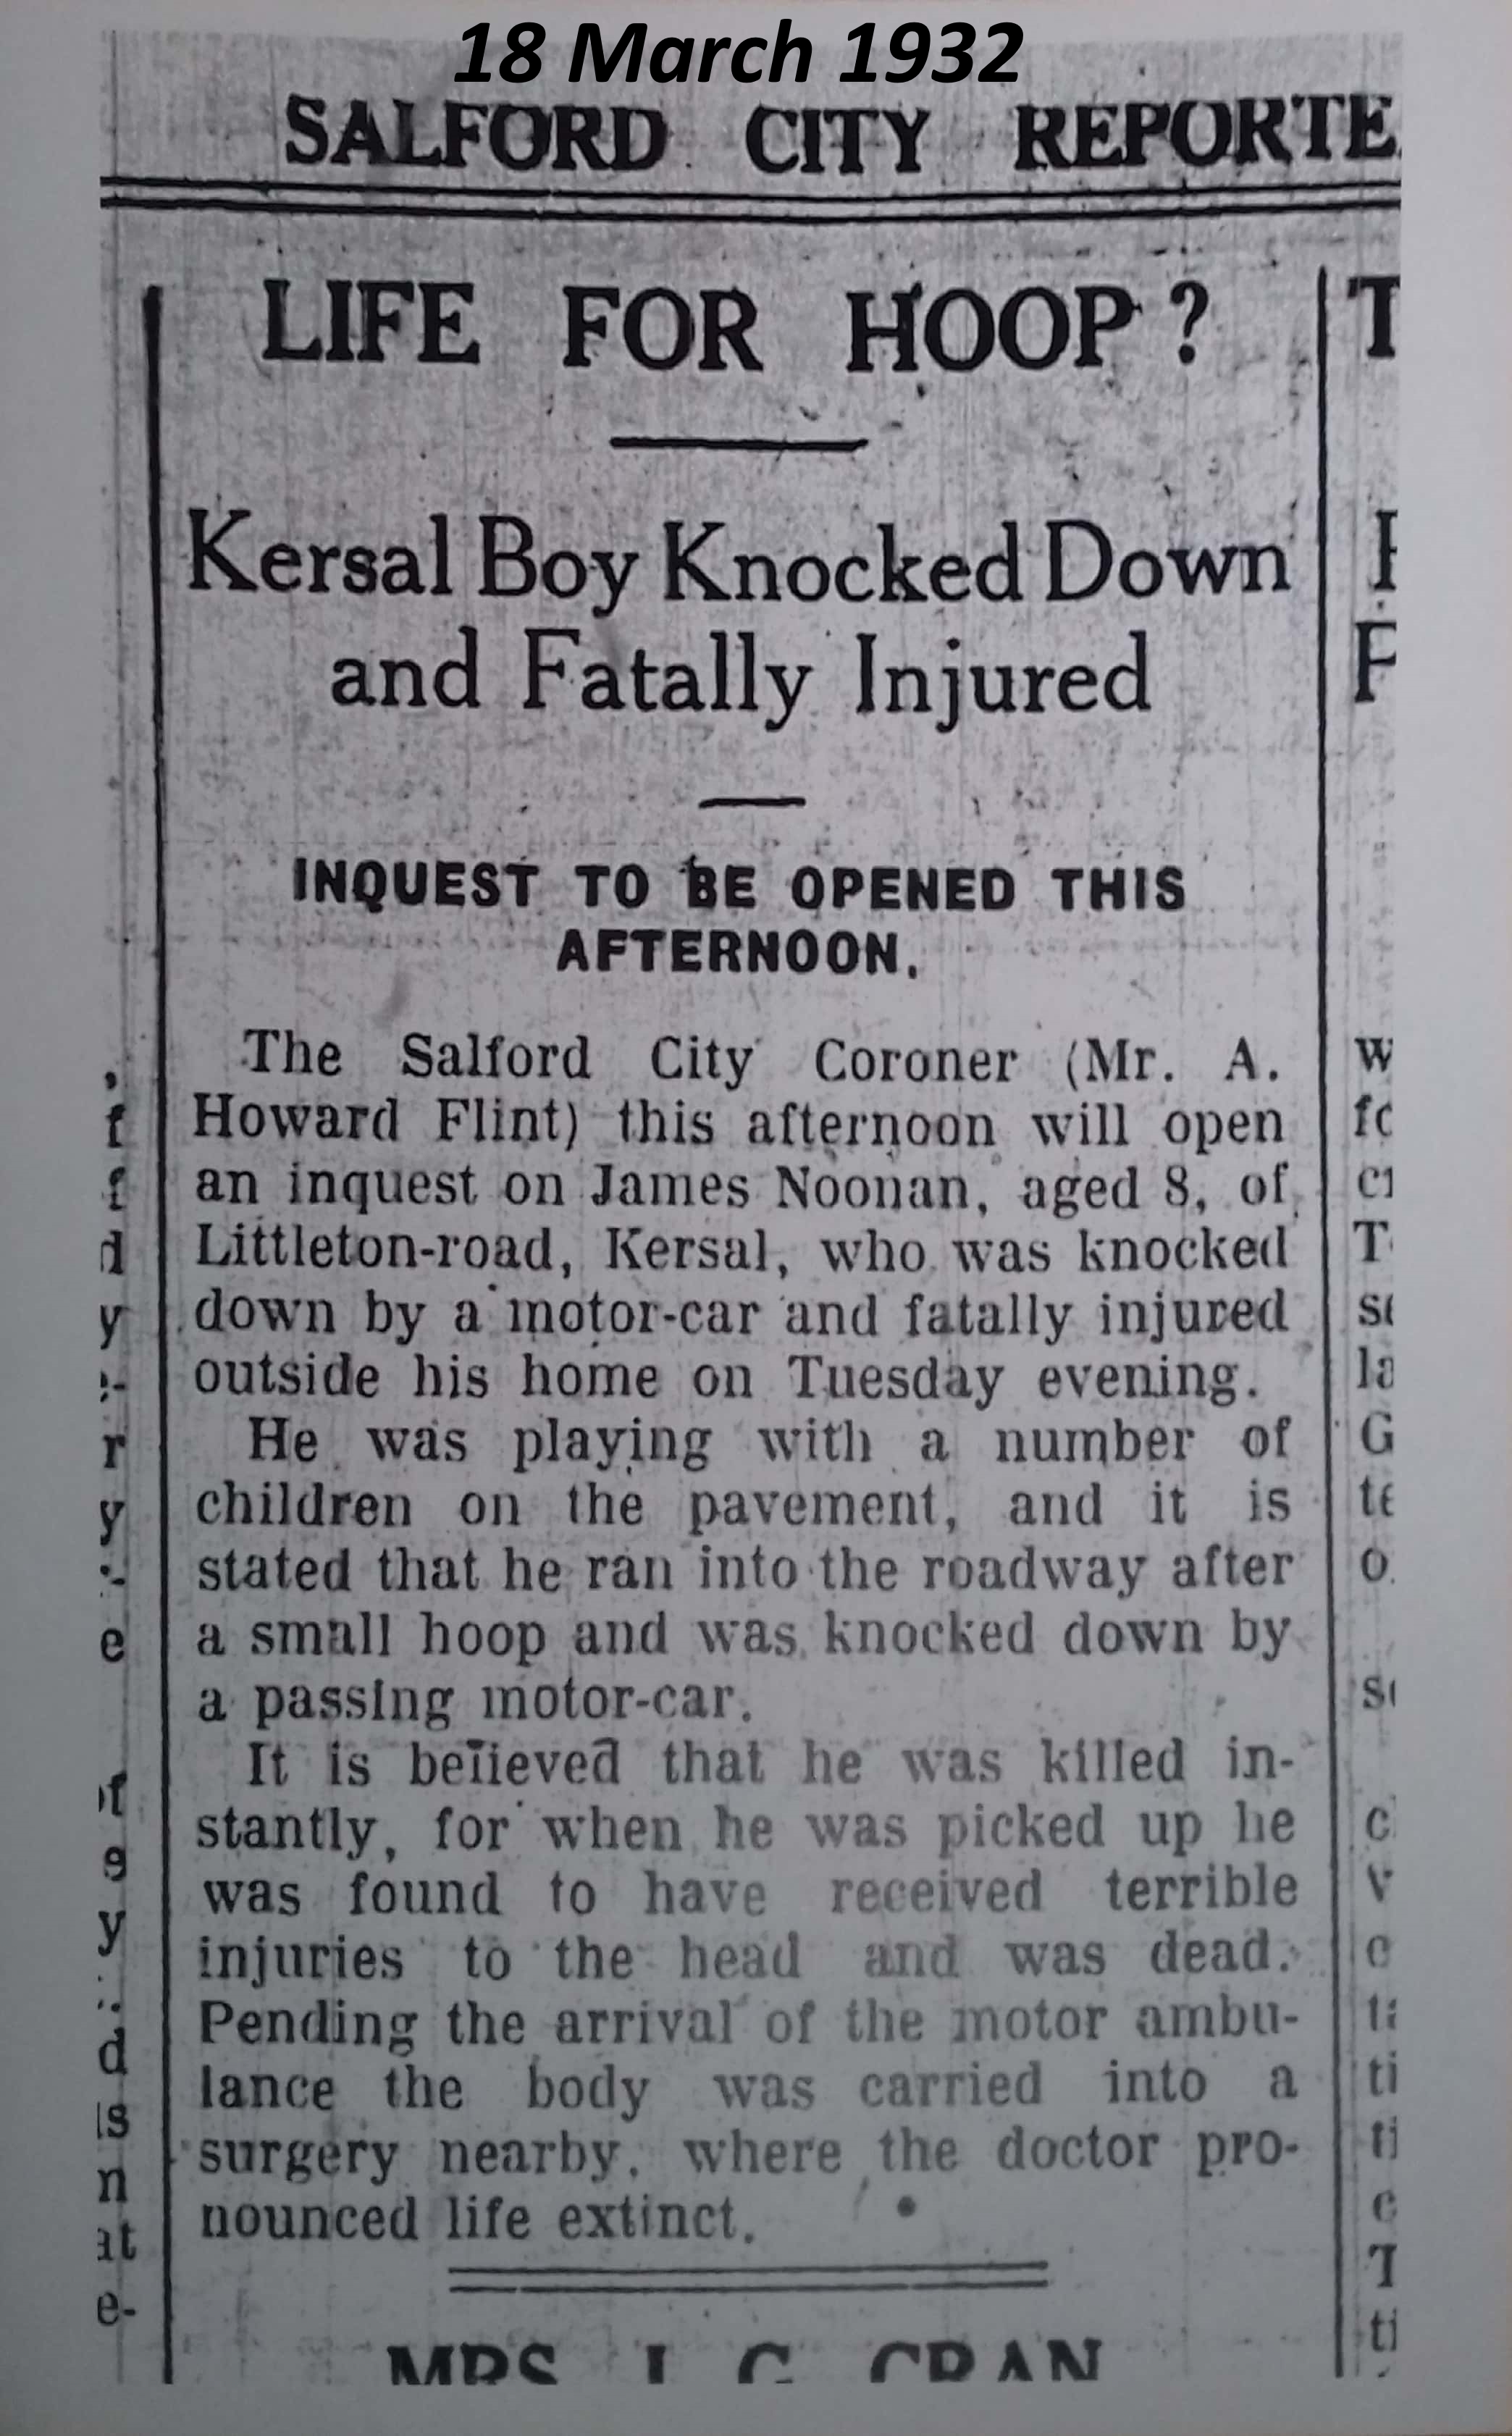 18 March 1932
SALFORD CITY REPORTE
LIFE FOR HOOP ?
Kersal Boy Knocked Down
and Fatally Injured
INQUEST TO BE OPENED THIS
AFTERNOON.
The Salford City Coroner (Mr. A.
Howard Flint) this afternoon will open
an inquest on James Noonan, aged 8, of
Littleton-road, Kersal, who was knocked
down by a motor-car and fatally injured
outside his home on Tuesday evening.
He was playing with a number of
children on the pavement, and it is
stated that he ran into the roadway after
a small hoop and was knocked down by
a passing motor-car.
It is believed that he was killed in-
stantly, for when he was picked up he
was found to have received terrible
injuries to the head and was dead.
Pending the arrival of the motor ambu-
lance the body was carried into a
surgery nearby, where the doctor pro-
nounced life extinct.